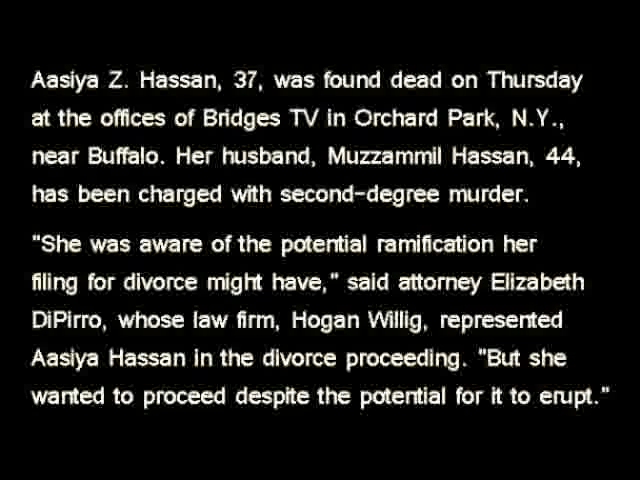 Aasiya Z. Hassan, 37, was found dead on Thursday
at the offices of Bridges TV in Orchard Park, N.Y.,
near Buffalo. Her husband, Muzzammil Hassan, 44,
has been charged with second-degree murder.
"She was aware of the potential ramification her
filing for divorce might have," said attorney Elizabeth
DiPirro, whose law firm, Hogan Willig, represented
Aasiya Hassan in the divorce proceeding. "But she
wanted to proceed despite the potential for it to erupt."